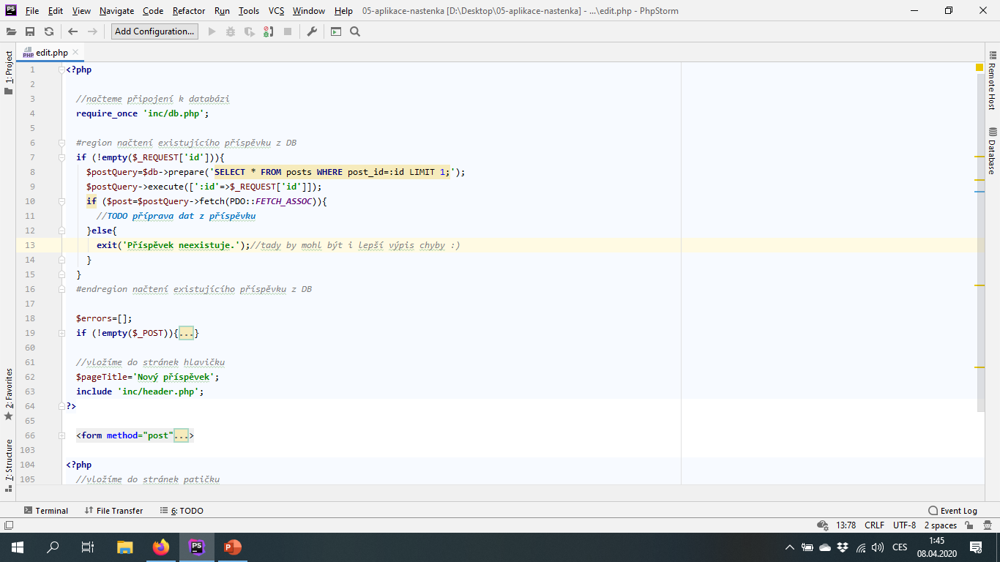 PS File Edit View Navigate Code Refactor Run Tools VCS Window Help 05-aplikace-nastenka [D:\Desktop\05-aplikace-nastenka] - ...\edit.php - PhpStorm
Add Configuration...
PHP edit.php
1: Project
2: Favorites
7: Structure
Remote Host
Database
1 <?php
2
3 //načteme připojení k databázi
4 require_once 'inc/db.php';
5
6 #region načtení existujícího příspěvku z DB
7 if (!empty($_REQUEST['id'])){
8 $postQuery=$db->prepare('SELECT * FROM posts WHERE post_id=:id LIMIT 1;');
9 $postQuery->execute([':id'=>$_REQUEST['id']]);
10 if ($post=$postQuery->fetch(PDO::FETCH_ASSOC)){
11 //TODO příprava dat z příspěvku
12 }else{
13 exit('Příspěvek neexistuje.');//tady by mohl být i lepší výpis chyby :)
14 }
15 }
16 #endregion načtení existujícího příspěvku z DB
17
18 $errors=[];
19 if (!empty($_POST)){...}
60
61 //vložíme do stránek hlavičku
62 $pageTitle='Nový příspěvek';
63 include 'inc/header.php';
64 ?>
65
66 <form method="post"...>
103
104 <?php
105 //vložíme do stránek patičku
Terminal File Transfer 6: TODO Event Log
13:78 CRLF UTF-8 2 spaces
PS P CES 1:45
08.04.2020